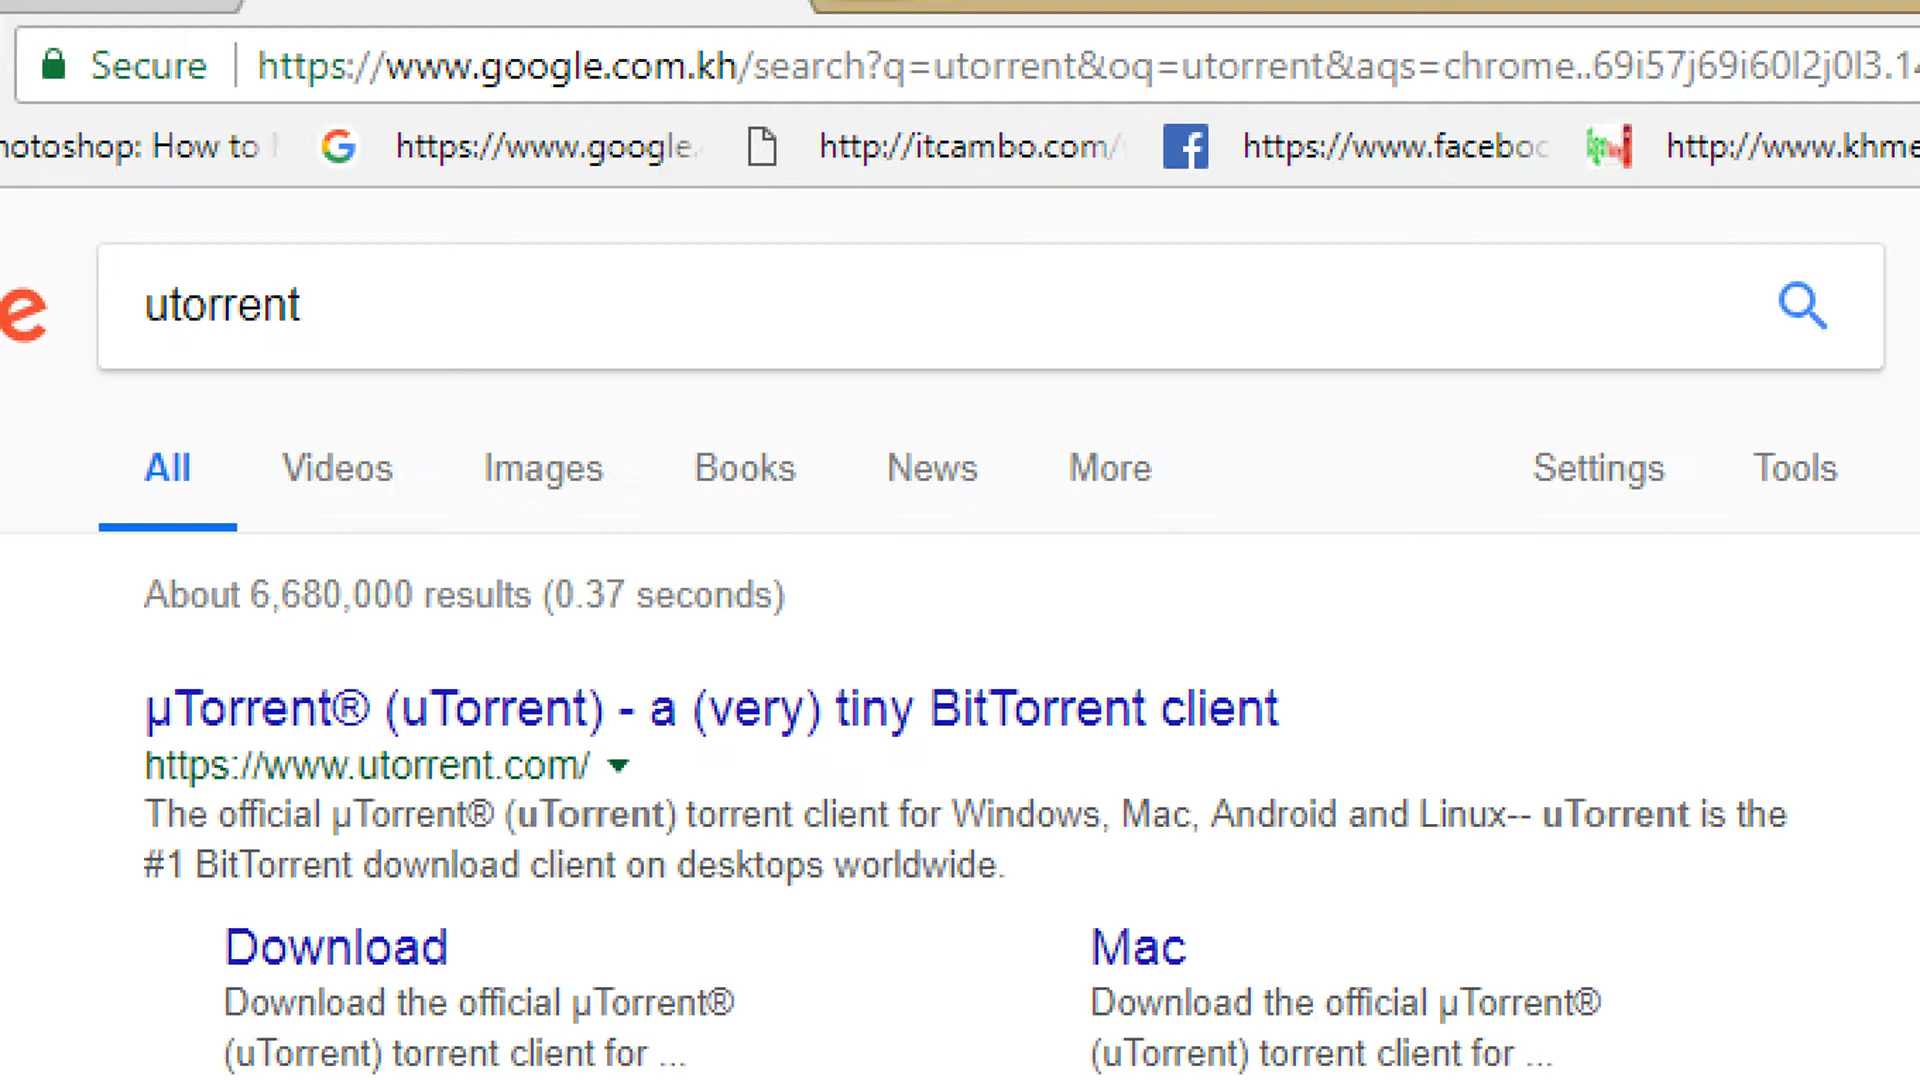 Secure https://www.google.com.kh/search?q=utorrent&oq=utorrent&aqs=chrome..69i57j69i60l2j0l3.1
hotoshop: How to https://www.google. http://itcambo.com/ https://www.faceboo http://www.khme
e utorrent
All Videos Images Books News More Settings Tools
About 6,680,000 results (0.37 seconds)
µTorrent® (uTorrent) - a (very) tiny BitTorrent client
https://www.utorrent.com/
The official µTorrent® (uTorrent) torrent client for Windows, Mac, Android and Linux-- uTorrent is the
#1 BitTorrent download client on desktops worldwide.
Download Mac
Download the official µTorrent® Download the official µTorrent®
(uTorrent) torrent client for ... (uTorrent) torrent client for ...